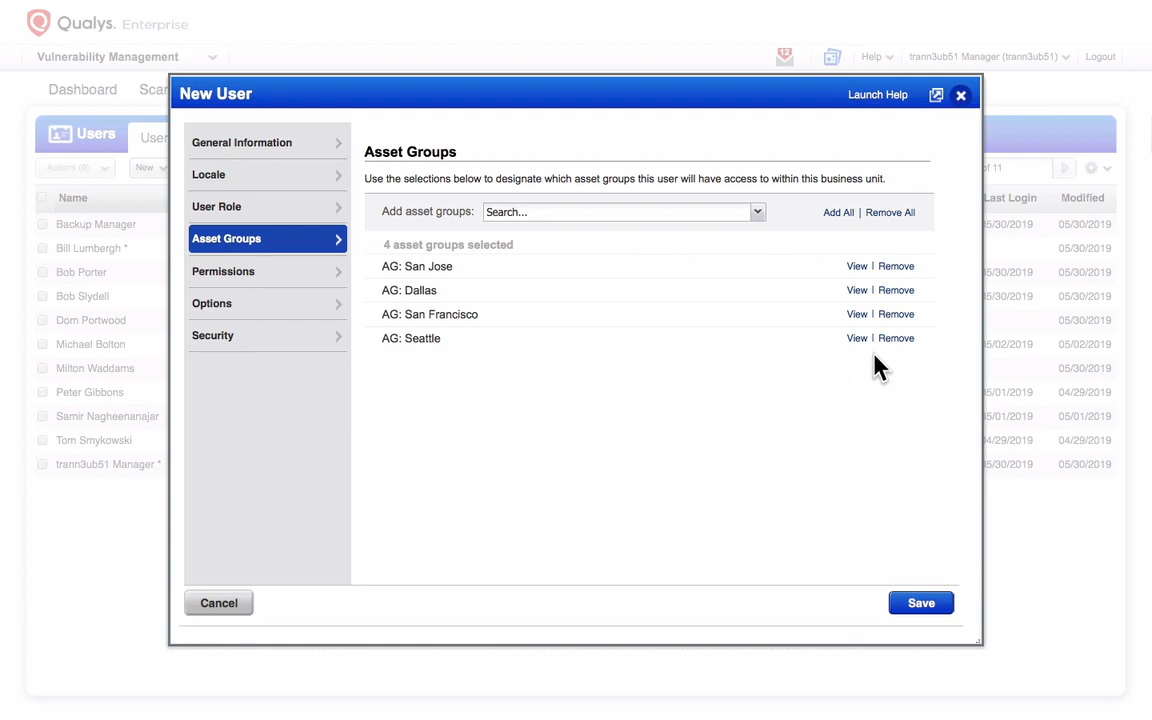 Qualys. Enterprise
Vulnerability Management
12
Help
trann3ub51 Manager (trann3ub51)
Logout
Dashboard
Scar
New User
Launch Help
Users
User
Actions (0)
New
of 11
Name
Last Login
Modified
Backup Manager
05/30/2019
05/30/2019
Bill Lumbergh *
05/30/2019
Bob Porter
05/30/2019
05/30/2019
Bob Slydell
05/30/2019
05/30/2019
Dom Portwood
05/30/2019
Michael Bolton
05/02/2019
05/02/2019
Milton Waddams
05/30/2019
Peter Gibbons
05/01/2019
04/29/2019
Samir Nagheenanajar
05/01/2019
05/01/2019
Tom Smykowski
04/29/2019
04/29/2019
trann3ub51 Manager *
05/30/2019
05/30/2019
General Information
Locale
User Role
Asset Groups
Permissions
Options
Security
Asset Groups
Use the selections below to designate which asset groups this user will have access to within this business unit.
Add asset groups:
Search...
Add All | Remove All
4 asset groups selected
AG: San Jose
View | Remove
AG: Dallas
View | Remove
AG: San Francisco
View | Remove
AG: Seattle
View | Remove
Cancel
Save